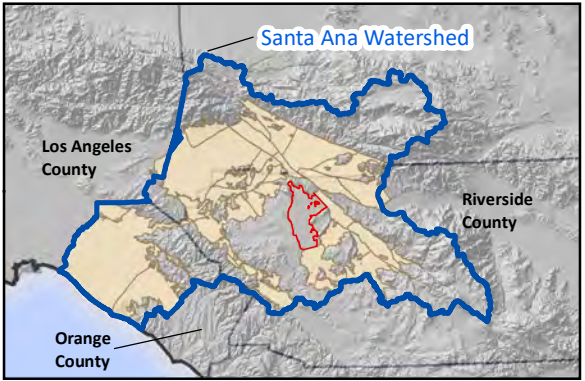 Santa Ana Watershed
Los Angeles
County
Riverside
County
Orange
County